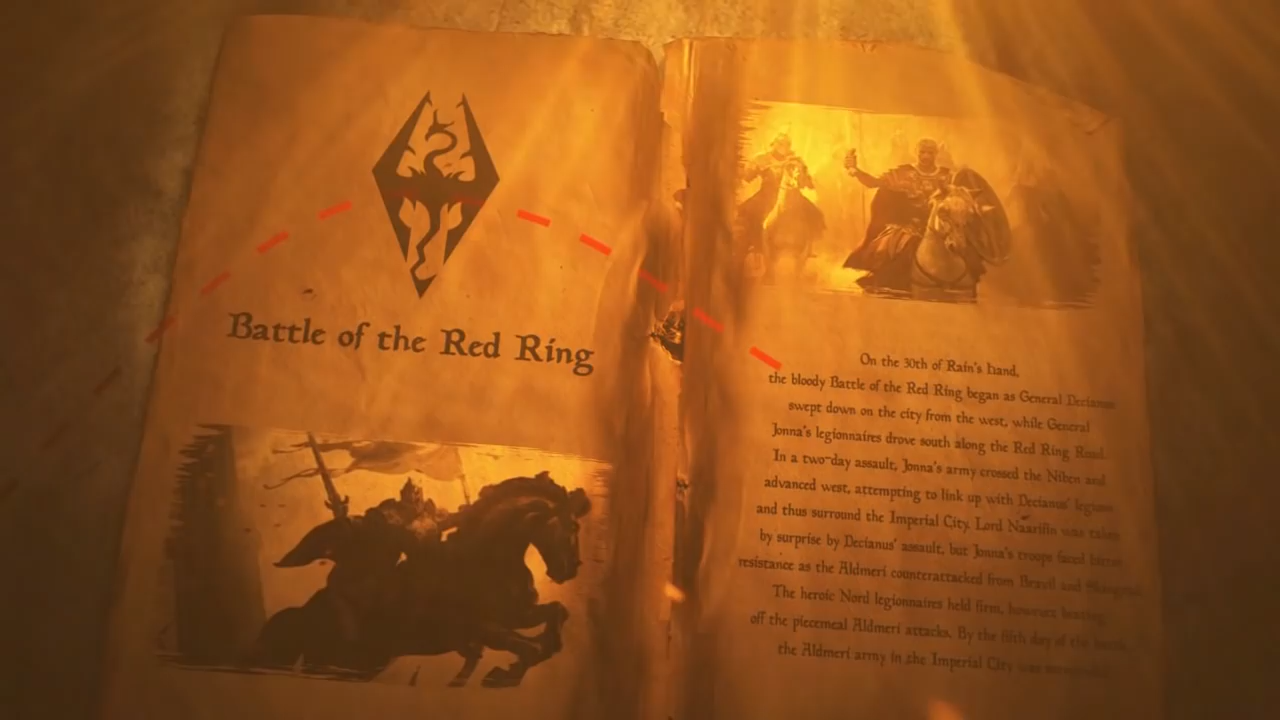 Battle of the Red Ring
On the 30th of Rain's hand,
the bloody Battle of the Red Ring began as General Decianus
swept down on the city from the west, while General
Jonna's legionnaires drove south along the Red Ring Road.
In a two-day assault, Jonna's army crossed the Niben and
advanced west, attempting to link up with Decianus' legions
and thus surround the Imperial City. Lord Naarifin was taken
by surprise by Decianus' assault, but Jonna's troops faced bitter
resistance as the Aldmeri counterattacked from Bravil and
The heroic Nord legionnaires held firm, however beating
off the piecemeal Aldmeri attacks. By the fifth day of the
the Aldmeri army in the Imperial City was